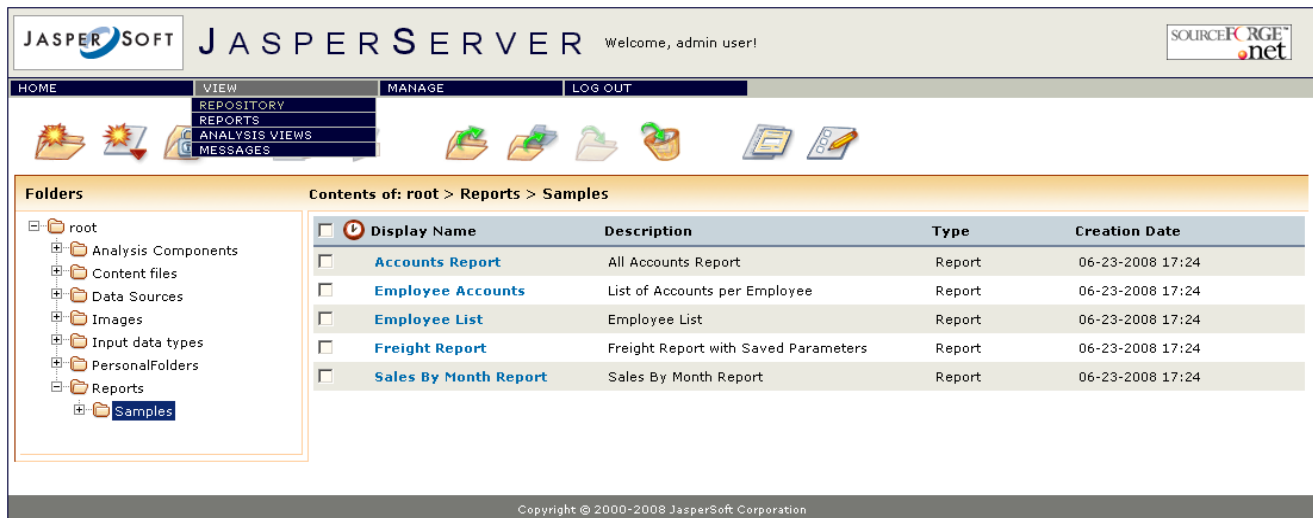 JASPERSOFT JASPERSERVER Welcome, admin user! SOURCEFORGE™ .net
HOME VIEW MANAGE LOG OUT
REPOSITORY
REPORTS
ANALYSIS VIEWS
MESSAGES
Folders
root
Analysis Components
Content files
Data Sources
Images
Input data types
PersonalFolders
Reports
Samples
Contents of: root > Reports > Samples
Display Name Description Type Creation Date
Accounts Report All Accounts Report Report 06-23-2008 17:24
Employee Accounts List of Accounts per Employee Report 06-23-2008 17:24
Employee List Employee List Report 06-23-2008 17:24
Freight Report Freight Report with Saved Parameters Report 06-23-2008 17:24
Sales By Month Report Sales By Month Report Report 06-23-2008 17:24
Copyright © 2000-2008 JasperSoft Corporation